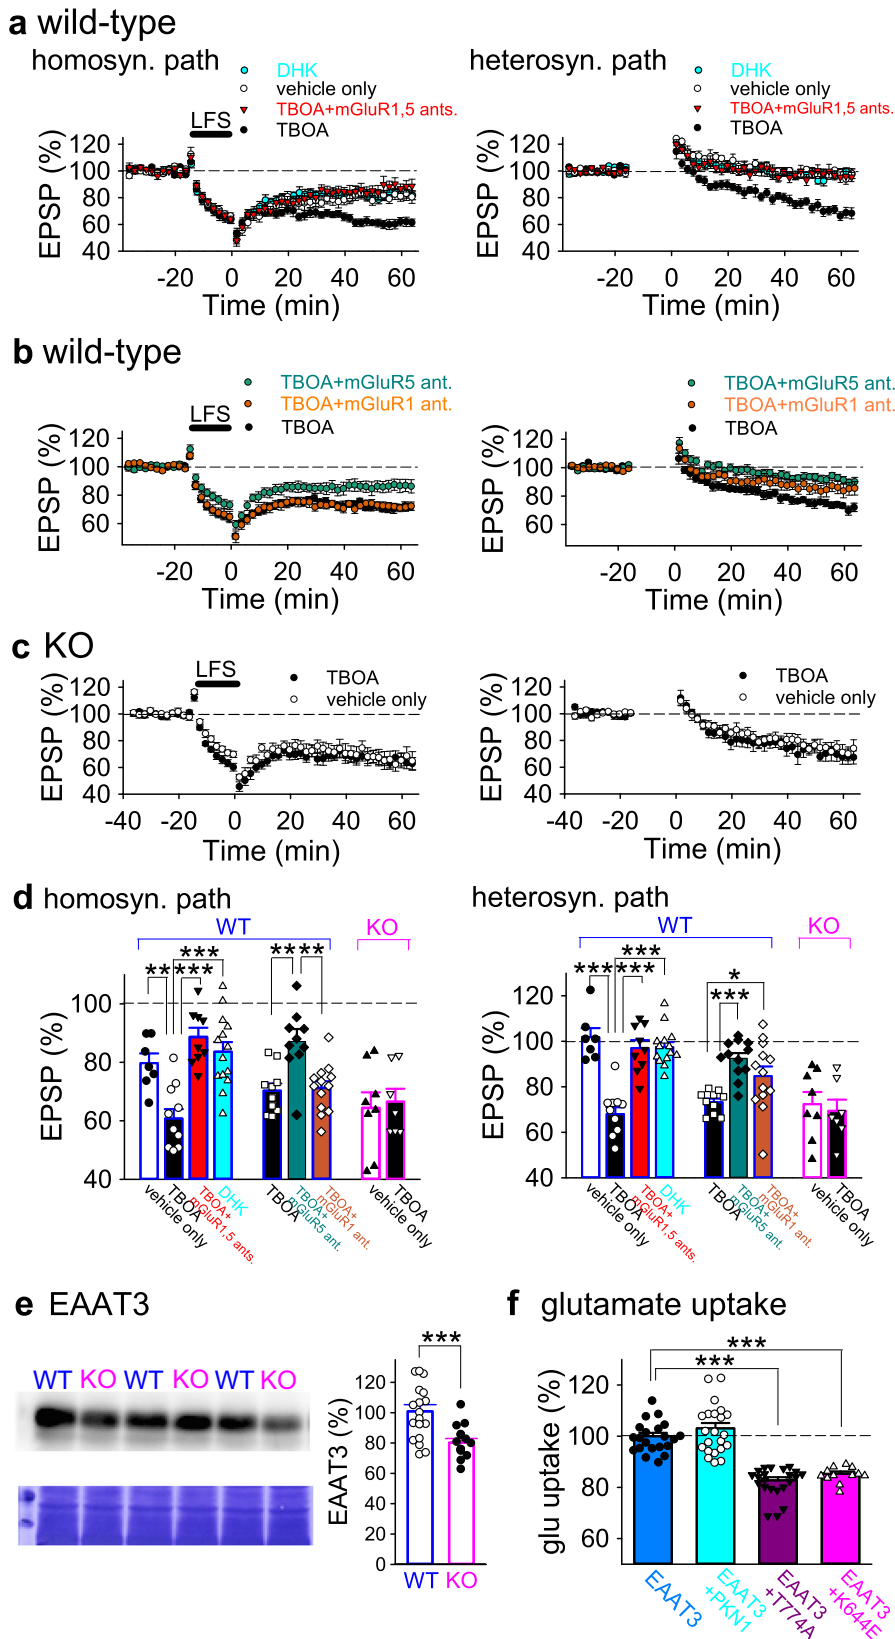 a wild-type
homosyn. path
DHK
vehicle only
TBOA+mGluR1,5 ants.
TBOA
LFS
EPSP (%)
120
100
80
60
40
-20 0 20 40 60
Time (min)
heterosyn. path
DHK
vehicle only
TBOA+mGluR1,5 ants.
TBOA
EPSP (%)
120
100
80
60
40
-20 0 20 40 60
Time (min)
b wild-type
TBOA+mGluR5 ant.
TBOA+mGluR1 ant.
TBOA
LFS
EPSP (%)
120
100
80
60
-20 0 20 40 60
Time (min)
TBOA+mGluR5 ant.
TBOA+mGluR1 ant.
TBOA
EPSP (%)
120
100
80
60
-20 0 20 40 60
Time (min)
c KO
LFS
TBOA
vehicle only
EPSP (%)
120
100
80
60
40
-40 -20 0 20 40 60
Time (min)
TBOA
vehicle only
EPSP (%)
120
100
80
60
40
-40 -20 0 20 40 60
Time (min)
d homosyn. path
WT
KO
***
** ***
** **
EPSP (%)
100
80
60
40
vehicle only
TBOA
TBOA+
mGluR1,5 ants.
DHK
TBOA
TBOA+
mGluR5 ant.
TBOA+
mGluR1 ant.
vehicle only
TBOA
heterosyn. path
WT
KO
***
*** ***
*
***
EPSP (%)
120
100
80
60
40
vehicle only
TBOA
TBOA+
mGluR1,5 ants.
DHK
TBOA
TBOA+
mGluR5 ant.
TBOA+
mGluR1 ant.
vehicle only
TBOA
e EAAT3
WT KO WT KO WT KO
***
EAAT3 (%)
120
100
80
60
40
20
0
WT KO
f glutamate uptake
***
***
glu uptake (%)
120
100
80
60
EAAT3
EAAT3
+PKN1
EAAT3
+T774A
EAAT3
+K644E